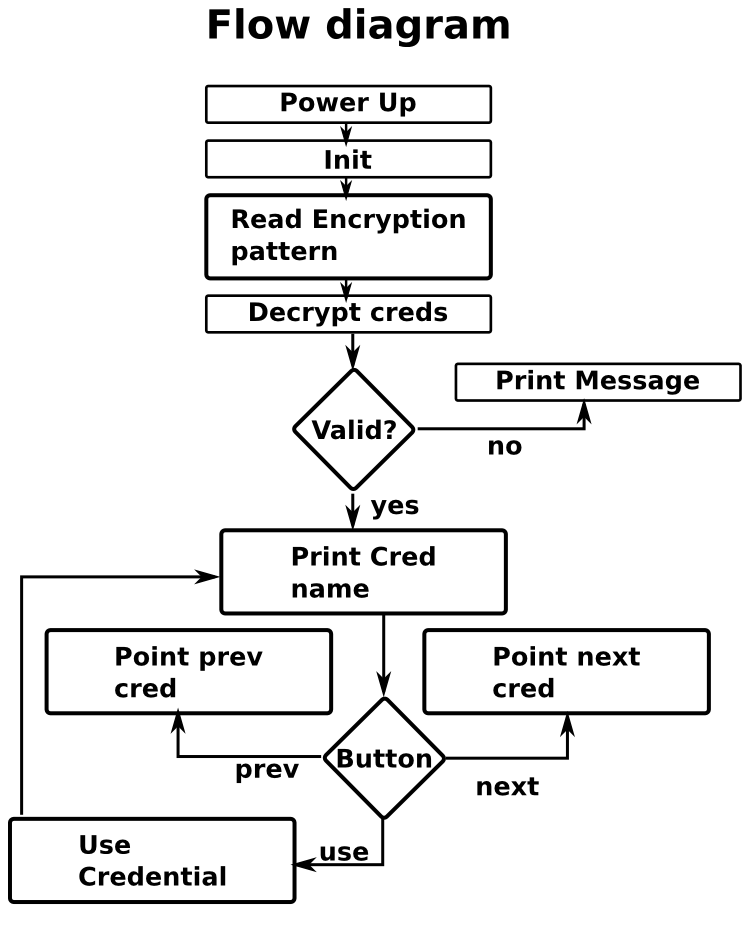 Flow diagram
Power Up
Init
Read Encryption
pattern
Decrypt creds
Print Message
Valid?
no
yes
Print Cred
name
Point prev
cred
Point next
cred
Button
prev
next
Use
Credential
use